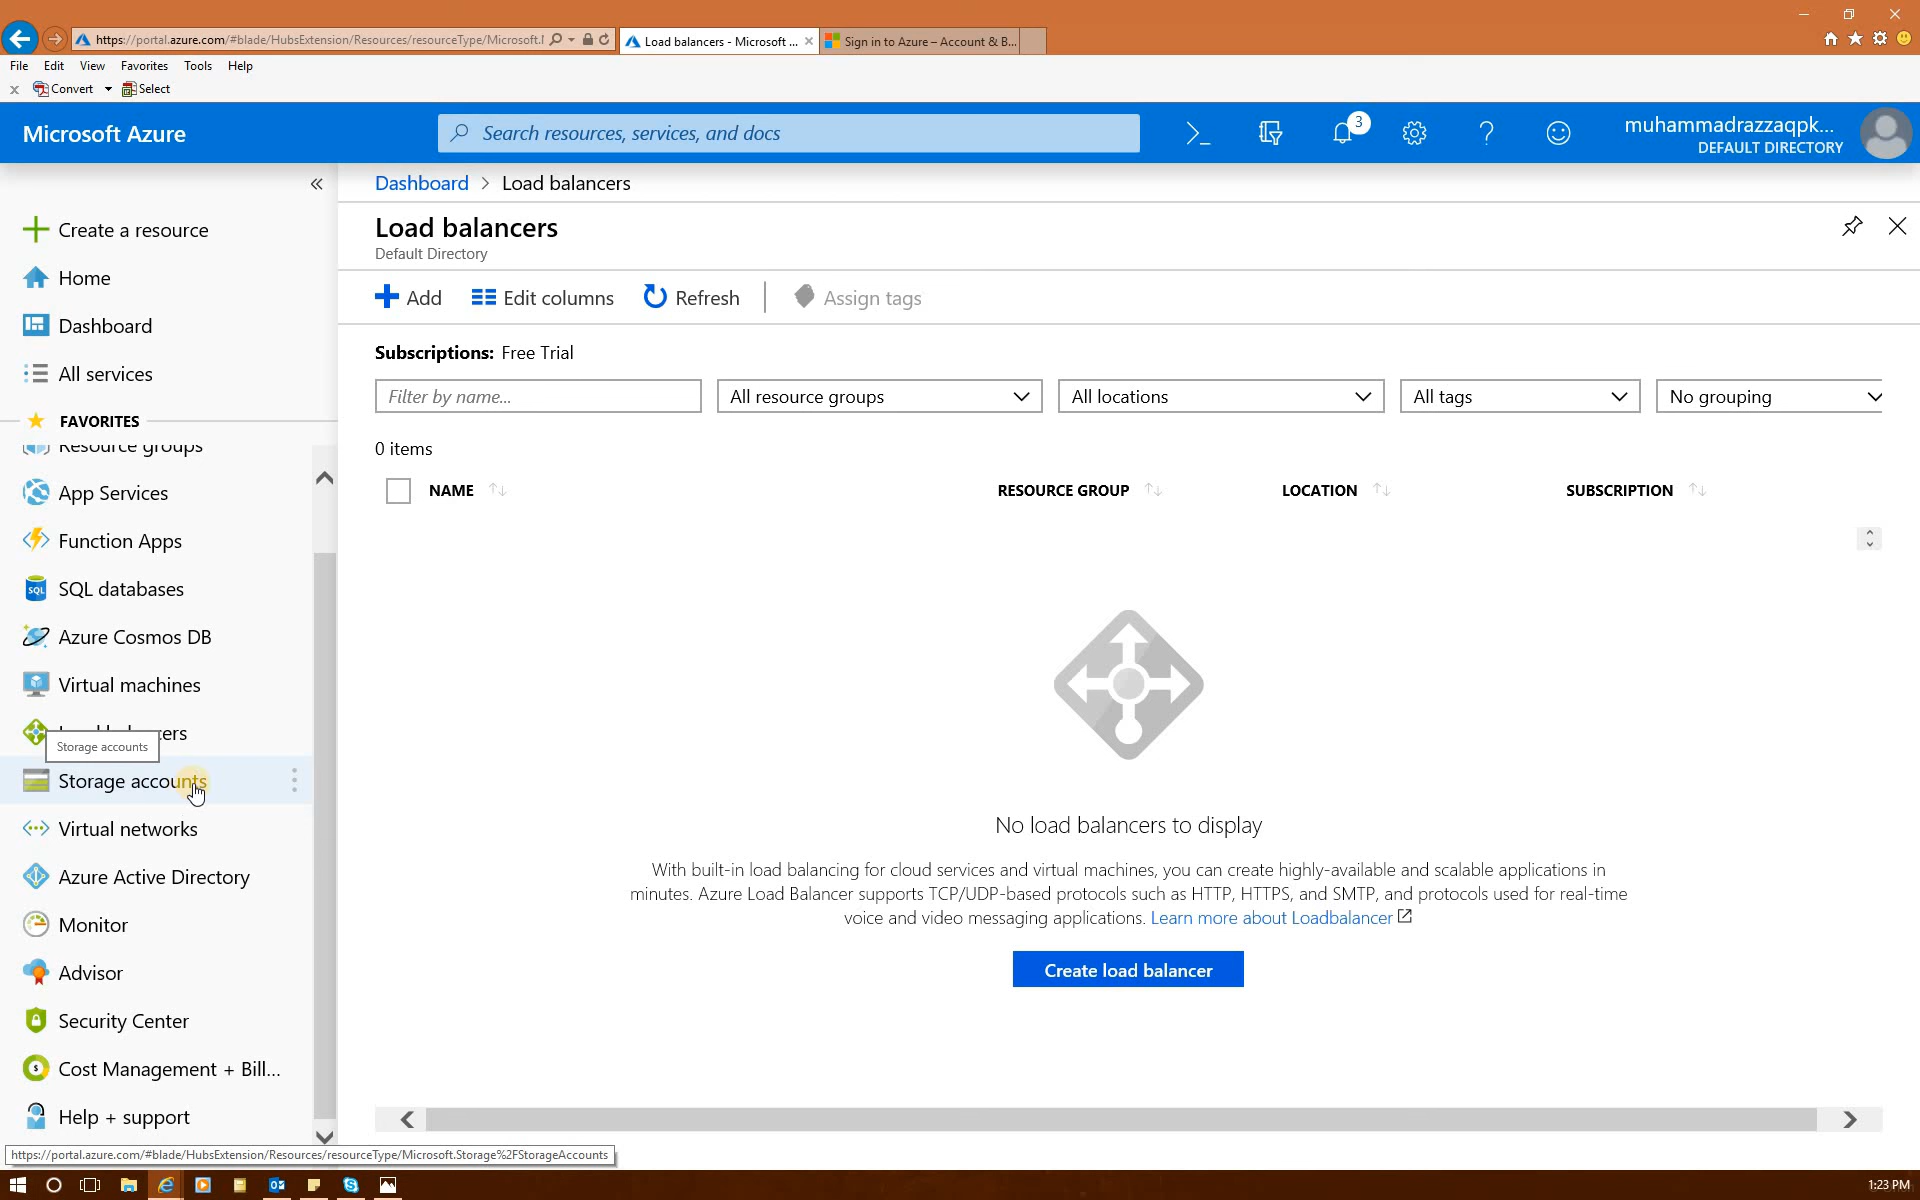 https://portal.azure.com/#blade/HubsExtension/Resources/resourceType/Microsoft.
Load balancers - Microsoft ...
Sign in to Azure – Account & B...
File Edit View Favorites Tools Help
x Convert Select
Microsoft Azure
Search resources, services, and docs
3
muhammadrazzaqpk...
DEFAULT DIRECTORY
«
Dashboard > Load balancers
Create a resource
Home
Dashboard
All services
FAVORITES
Resource groups
App Services
Function Apps
SQL databases
Azure Cosmos DB
Virtual machines
Storage accounts
Storage accounts
Virtual networks
Azure Active Directory
Monitor
Advisor
Security Center
Cost Management + Bill...
Help + support
Load balancers
Default Directory
Add Edit columns Refresh Assign tags
Subscriptions: Free Trial
Filter by name... All resource groups All locations All tags No grouping
0 items
NAME RESOURCE GROUP LOCATION SUBSCRIPTION
No load balancers to display
With built-in load balancing for cloud services and virtual machines, you can create highly-available and scalable applications in
minutes. Azure Load Balancer supports TCP/UDP-based protocols such as HTTP, HTTPS, and SMTP, and protocols used for real-time
voice and video messaging applications. Learn more about Loadbalancer
Create load balancer
https://portal.azure.com/#blade/HubsExtension/Resources/resourceType/Microsoft.Storage%2FStorageAccounts
1:23 PM